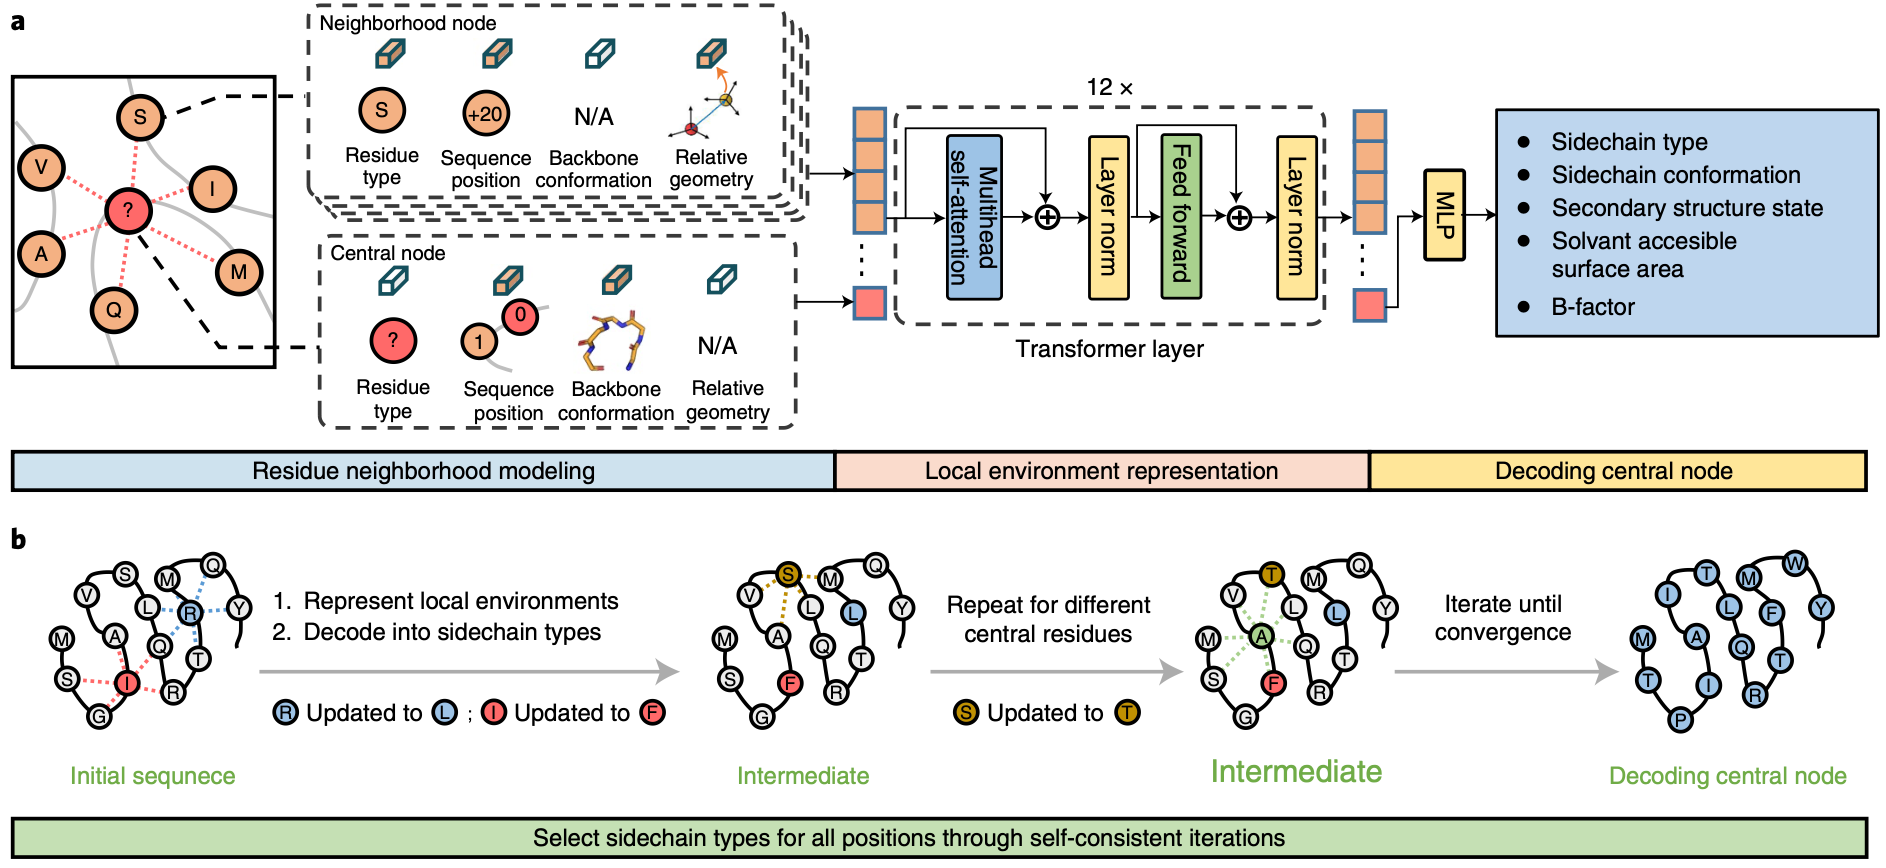 a
Neighborhood node
S
+20
N/A
Residue
type
Sequence
position
Backbone
conformation
Relative
geometry
S
V
I
?
A
M
Q
Central node
?
1
0
N/A
Residue
type
Sequence
position
Backbone
conformation
Relative
geometry
12 ×
Multihead
self-attention
Layer norm
Feed forward
Layer norm
Transformer layer
MLP
● Sidechain type
● Sidechain conformation
● Secondary structure state
● Solvant accesible
surface area
● B-factor
Residue neighborhood modeling
Local environment representation
Decoding central node
b
M
S
G
I
A
V
S
L
Q
R
T
R
M
Q
Y
Initial sequnece
1. Represent local environments
2. Decode into sidechain types
R Updated to L ; I Updated to F
M
S
G
F
A
V
S
L
Q
R
T
L
M
Q
Y
Intermediate
Repeat for different
central residues
S Updated to T
M
S
G
F
A
V
T
L
Q
R
T
L
M
Q
Y
Intermediate
Iterate until
convergence
M
T
P
I
A
I
T
L
Q
R
T
F
M
W
Y
Decoding central node
Select sidechain types for all positions through self-consistent iterations